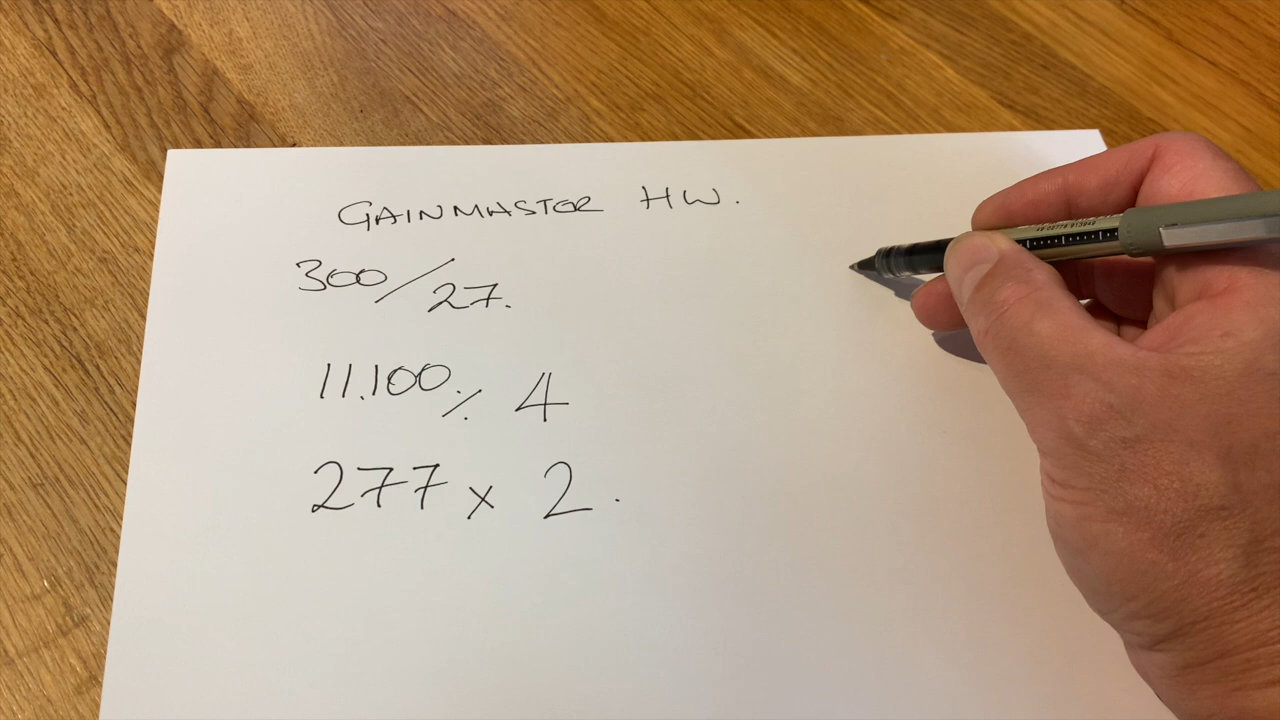 GAINMASTER HW.
300/27.
11.100 ⁒ 4
277 x 2.